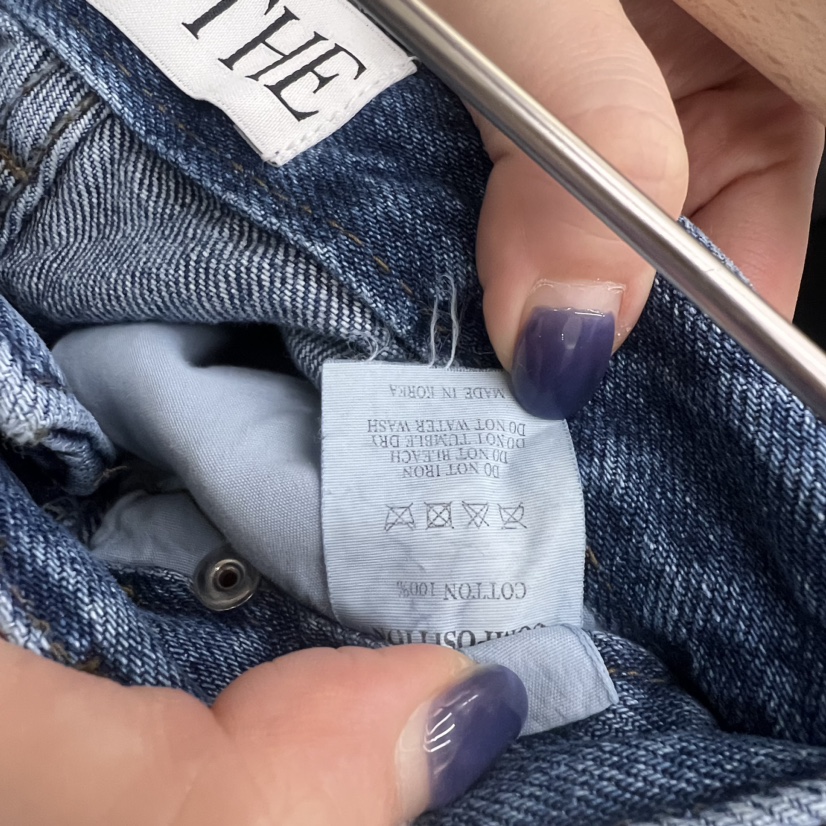 THE
COMPOSITION
COTTON 100%
DO NOT IRON
DO NOT BLEACH
DO NOT TUMBLE DRY
DO NOT WATER WASH
MADE IN KOREA